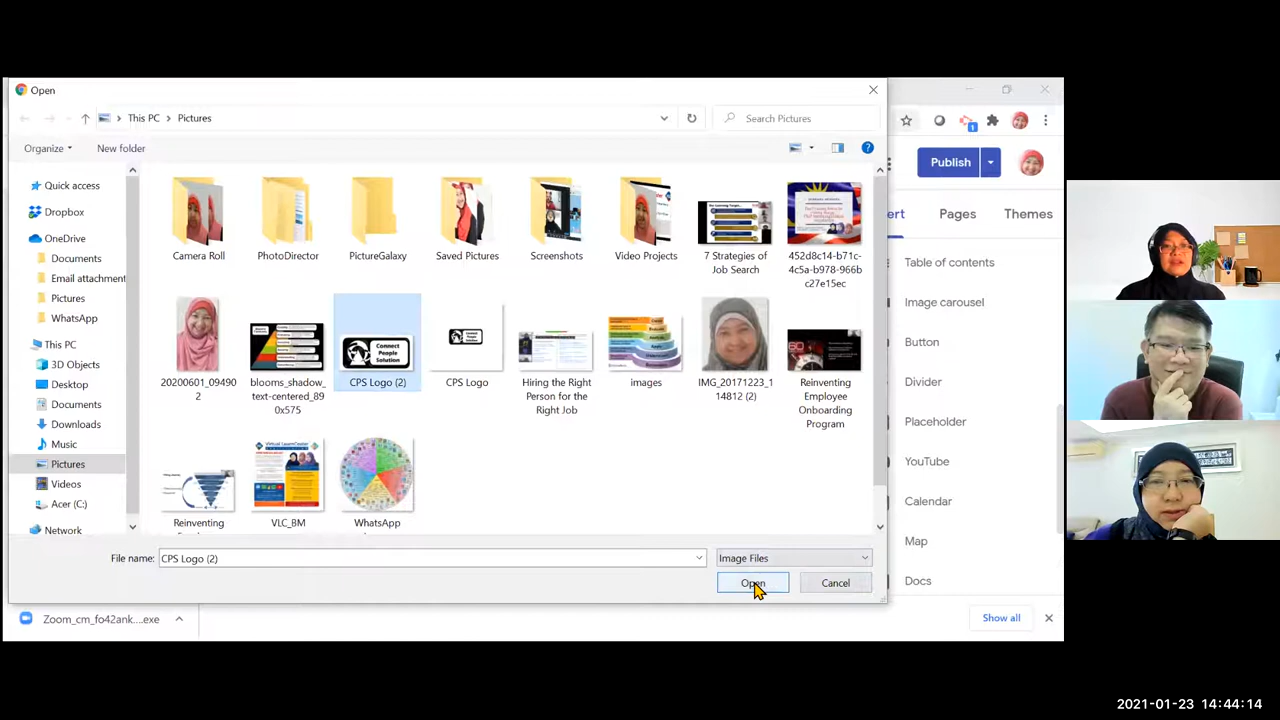 Open
This PC
Pictures
Search Pictures
Organize
New folder
Publish
Quick access
Dropbox
OneDrive
Documents
Email attachment
Pictures
WhatsApp
This PC
3D Objects
Desktop
Documents
Downloads
Music
Pictures
Videos
Acer (C:)
Network
Camera Roll
PhotoDirector
PictureGalaxy
Saved Pictures
Screenshots
Video Projects
7 Strategies of
Job Search
452d8c14-b71c-
4c5a-b978-966b
c27e15ec
20200601_09490
2
blooms_shadow_
text-centered_89
0x575
Connect
People
Solution
CPS Logo (2)
CPS Logo
Hiring the Right
Person for the
Right Job
images
IMG_20171223_1
14812 (2)
Reinventing
Employee
Onboarding
Program
Reinventing
VLC_BM
WhatsApp
File name:
CPS Logo (2)
Image Files
Open
Cancel
ert
Pages
Themes
Table of contents
Image carousel
Button
Divider
Placeholder
YouTube
Calendar
Map
Docs
1
Zoom_cm_fo42ank....exe
Show all
2021-01-23 14:44:14